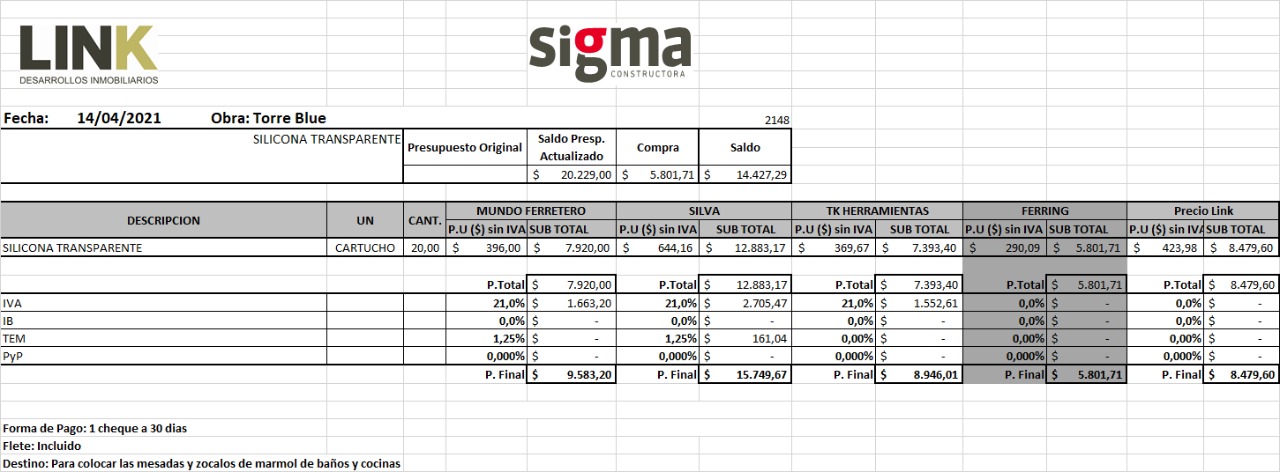 LINK
DESARROLLOS INMOBILIARIOS
sigma
CONSTRUCTORA
Fecha: 14/04/2021 Obra: Torre Blue 2148
SILICONA TRANSPARENTE Presupuesto Original Saldo Presp. Actualizado Compra Saldo
$ 20.229,00 $ 5.801,71 $ 14.427,29
DESCRIPCION UN CANT. MUNDO FERRETERO SILVA TK HERRAMIENTAS FERRING Precio Link
P.U ($) sin IVA SUB TOTAL P.U ($) sin IVA SUB TOTAL P.U ($) sin IVA SUB TOTAL P.U ($) sin IVA SUB TOTAL P.U ($) sin IVA SUB TOTAL
SILICONA TRANSPARENTE CARTUCHO 20,00 $ 396,00 $ 7.920,00 $ 644,16 $ 12.883,17 $ 369,67 $ 7.393,40 $ 290,09 $ 5.801,71 $ 423,98 $ 8.479,60
P.Total $ 7.920,00 P.Total $ 12.883,17 P.Total $ 7.393,40 P.Total $ 5.801,71 P.Total $ 8.479,60
IVA 21,0% $ 1.663,20 21,0% $ 2.705,47 21,0% $ 1.552,61 0,0% $ - 0,0% $ -
IB 0,0% $ - 0,0% $ - 0,0% $ - 0,0% $ - 0,0% $ -
TEM 1,25% $ - 1,25% $ 161,04 0,00% $ - 0,00% $ - 0,00% $ -
PyP 0,000% $ - 0,000% $ - 0,000% $ - 0,000% $ - 0,000% $ -
P. Final $ 9.583,20 P. Final $ 15.749,67 P. Final $ 8.946,01 P. Final $ 5.801,71 P. Final $ 8.479,60
Forma de Pago: 1 cheque a 30 dias
Flete: Incluido
Destino: Para colocar las mesadas y zocalos de marmol de baños y cocinas